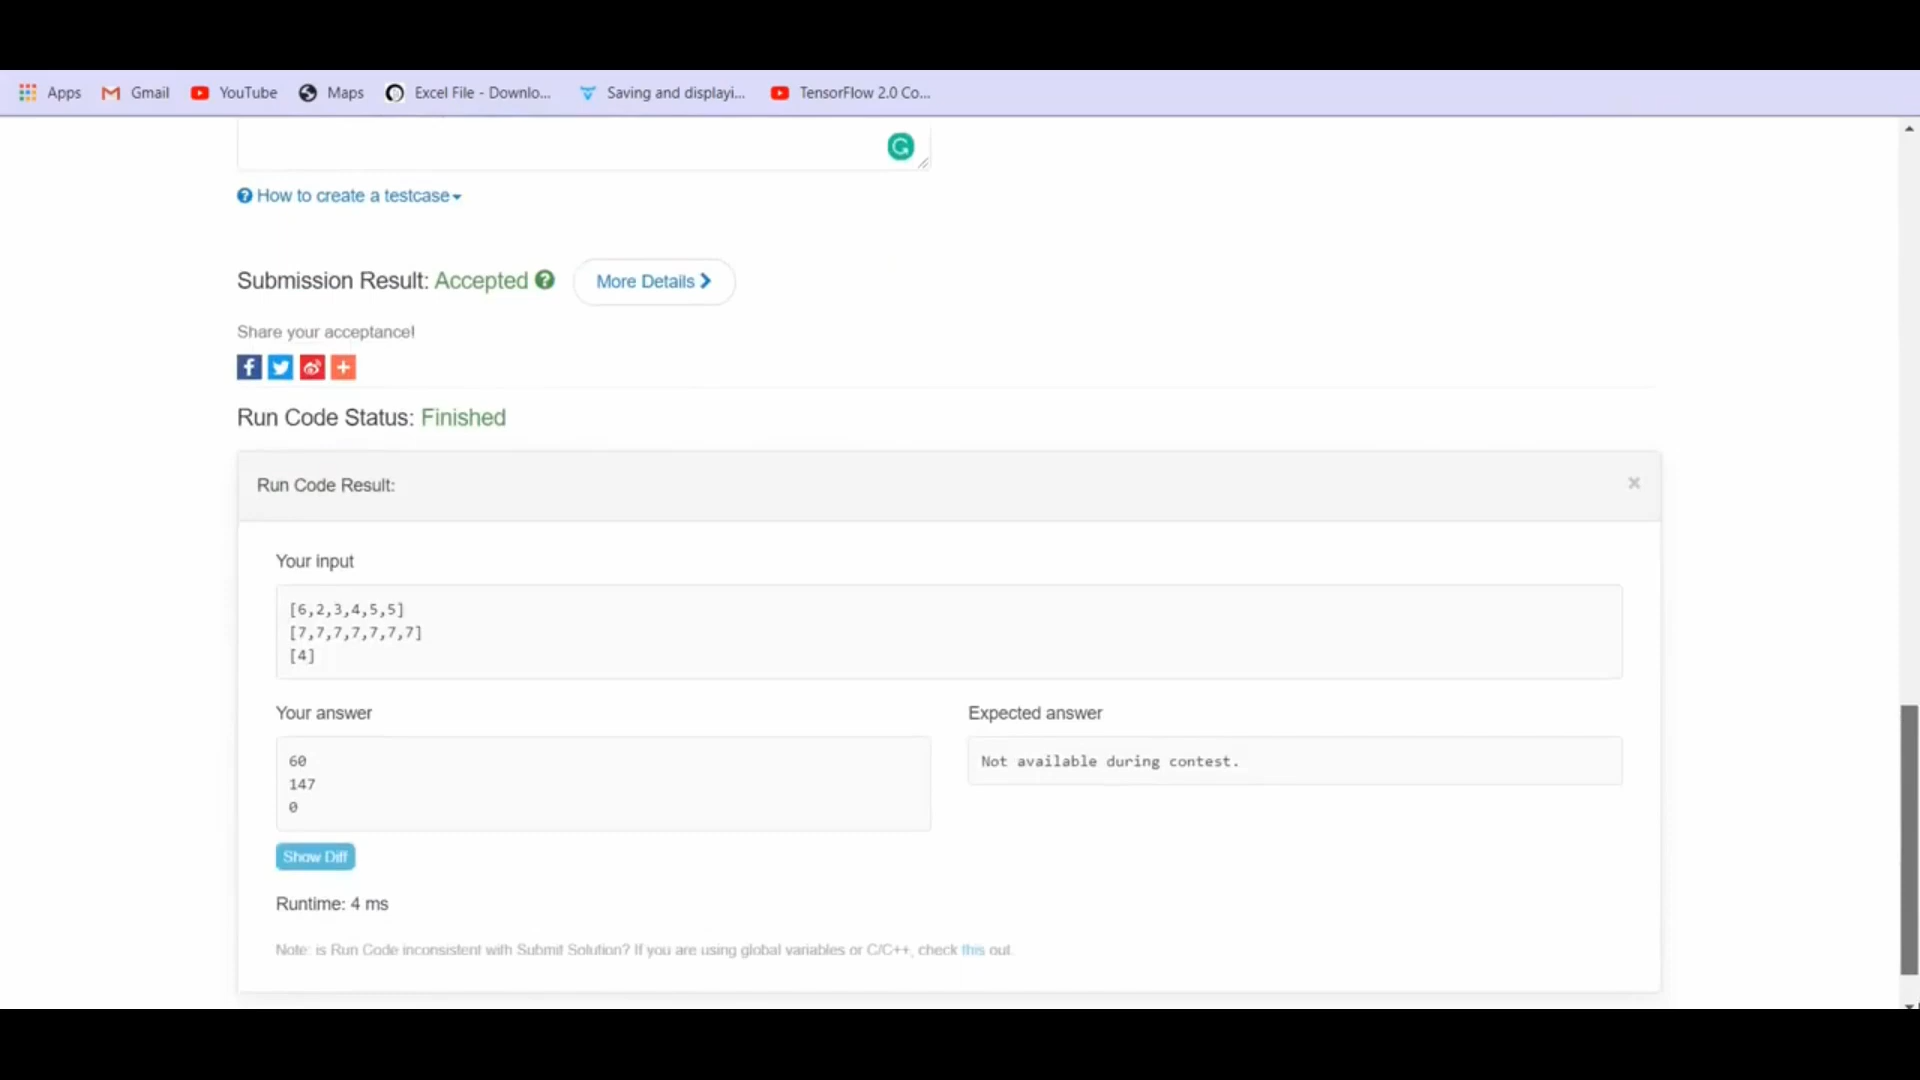 Apps Gmail YouTube Maps Excel File - Downlo... Saving and displayi... TensorFlow 2.0 Co...
How to create a testcase
Submission Result: Accepted More Details
Share your acceptance!
Run Code Status: Finished
Run Code Result:
Your input
[6,2,3,4,5,5]
[7,7,7,7,7,7,7]
[4]
Your answer Expected answer
60 Not available during contest.
147
0
Show Diff
Runtime: 4 ms
Note: is Run Code inconsistent with Submit Solution? If you are using global variables or C/C++, check this out.